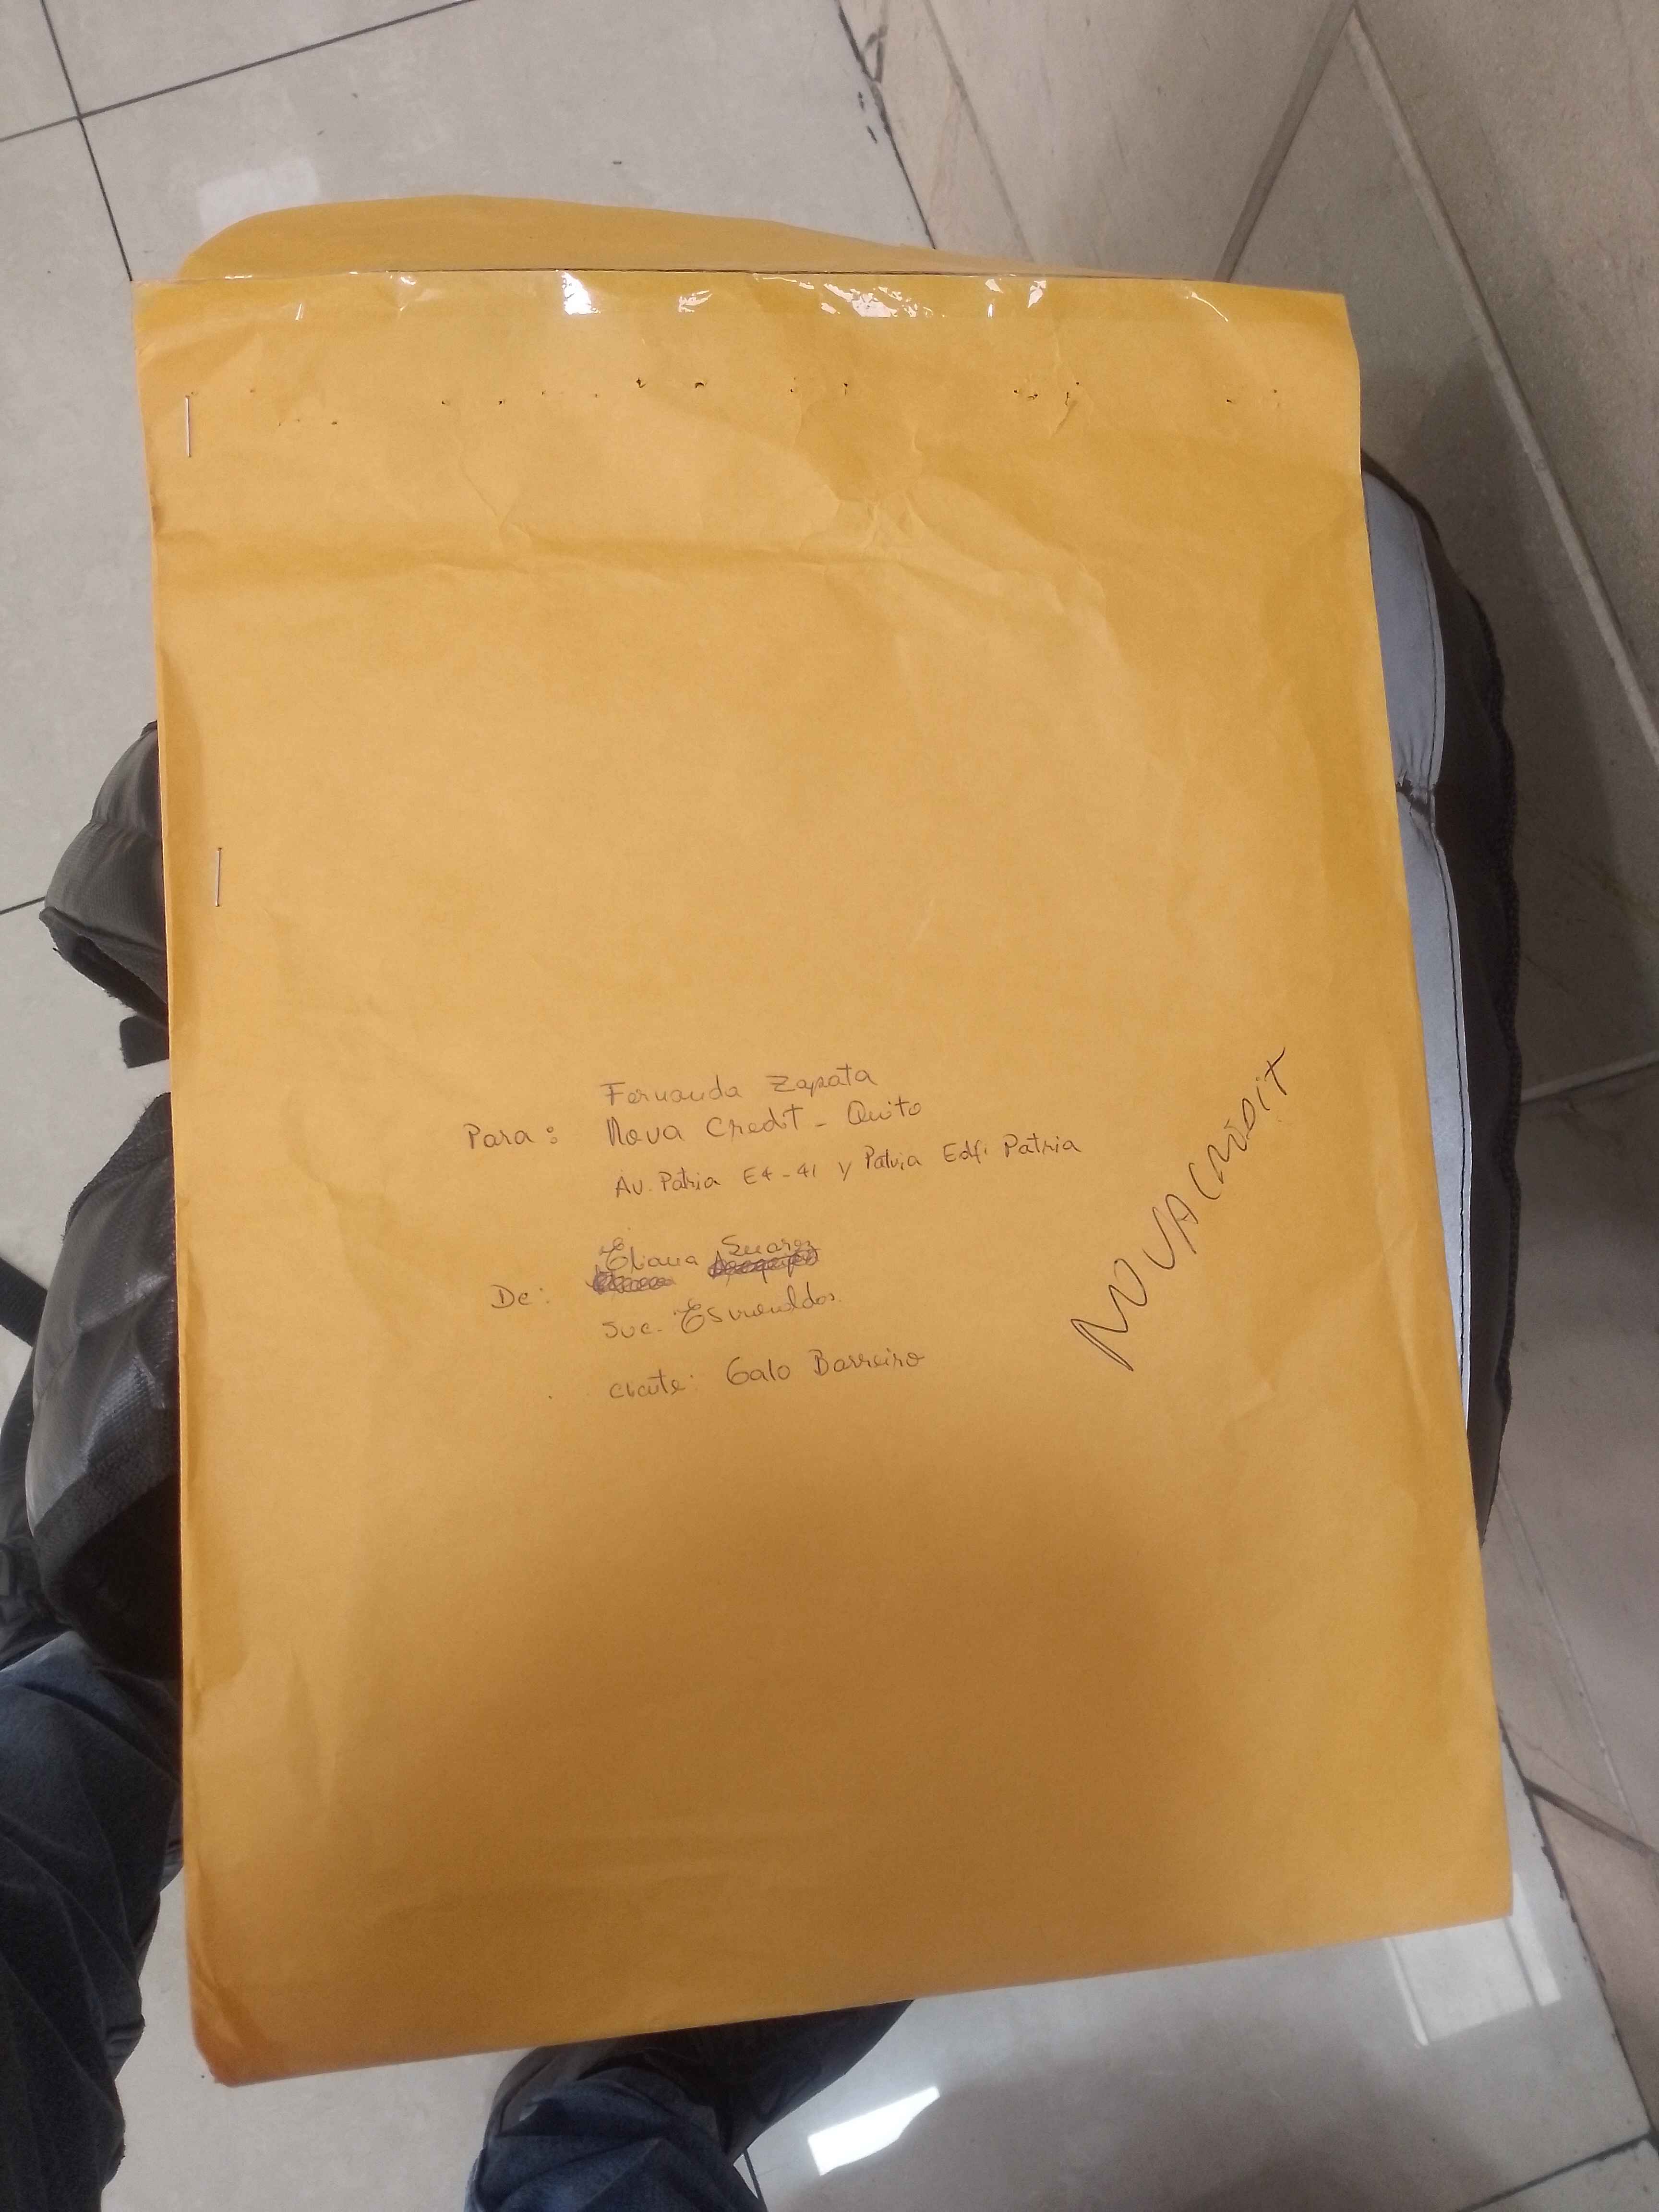 Fernanda Zapata
Para: Nova Credit - Quito
Av. Patria E4-41 y Patria Edfi Patria
Eliana Suarez
De:
Suc. Esmeraldas.
cliente: Galo Barreiro
NOVACREDIT